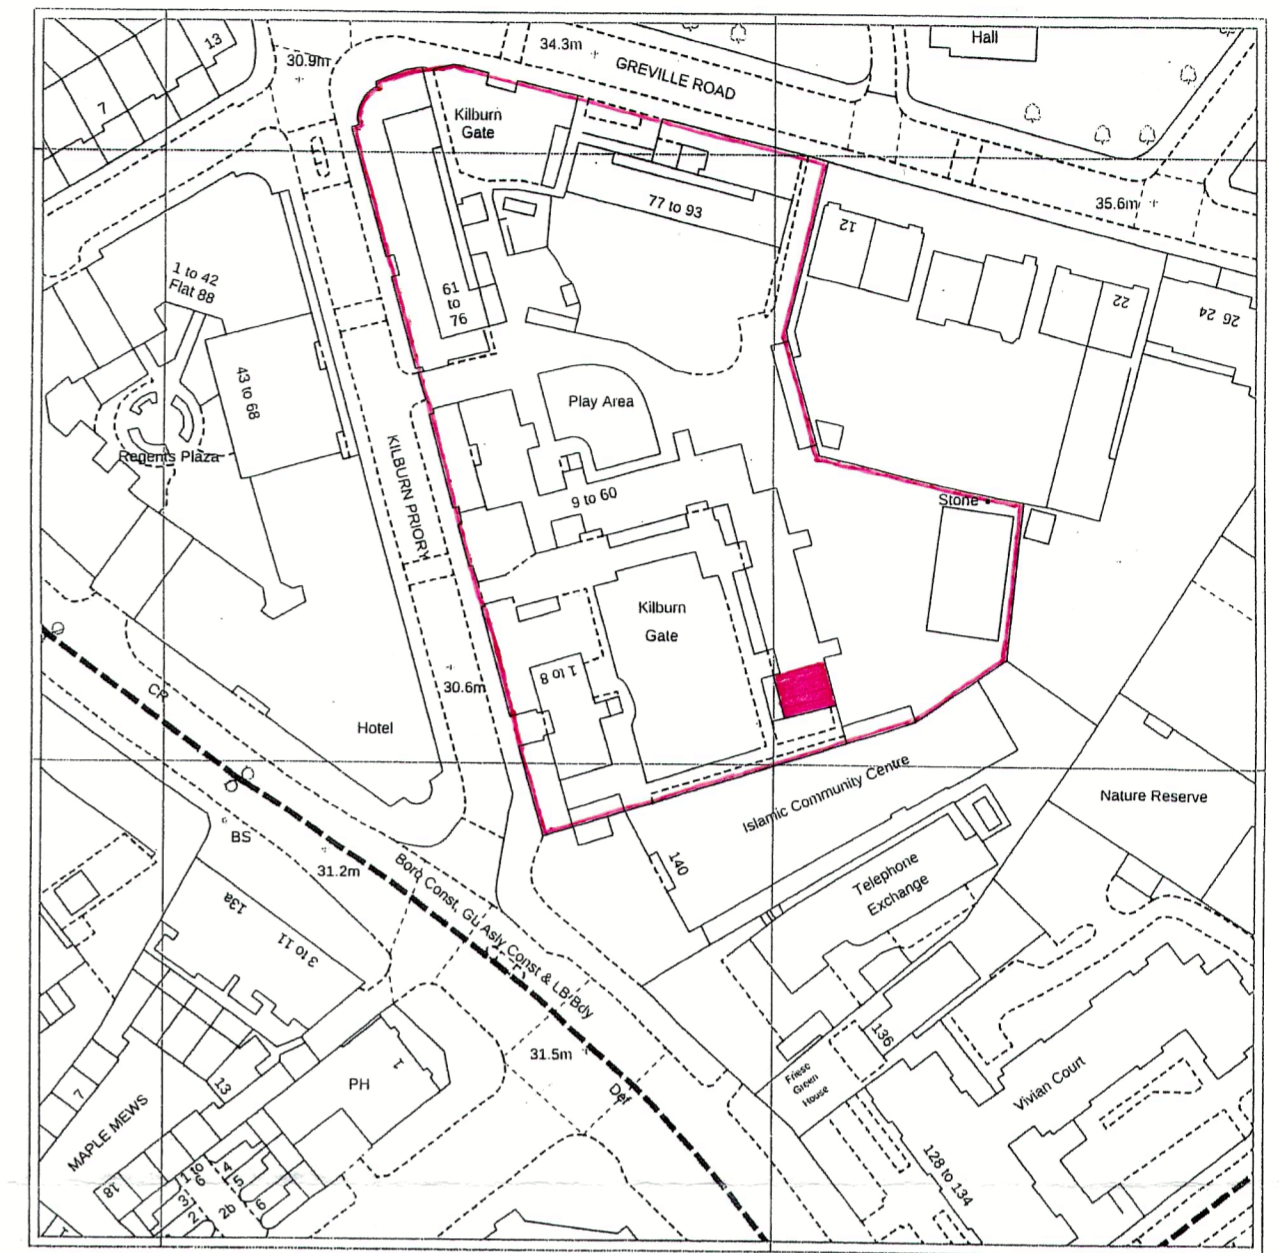 Hall
34.3m
13
30.9m
GREVILLE ROAD
7
Kilburn
Gate
77 to 93
35.6m
12
1 to 42
Flat 88
61
to
76
22
26 24
43 to 68
Play Area
KILBURN PRIORY
Regents Plaza
9 to 60
Stone
Kilburn
Gate
1 to 8
30.6m
CR
Hotel
Nature Reserve
Islamic Community Centre
BS
31.2m
140
Telephone
Exchange
Boro Const, GL Asly Const & LB Bdy
13a
3 to 11
136
31.5m
1
PH
Def
Friese
Green
House
Vivian Court
13
7
MAPLE MEWS
128 to 134
18
1 to
6
4
5
6
3
2
2b